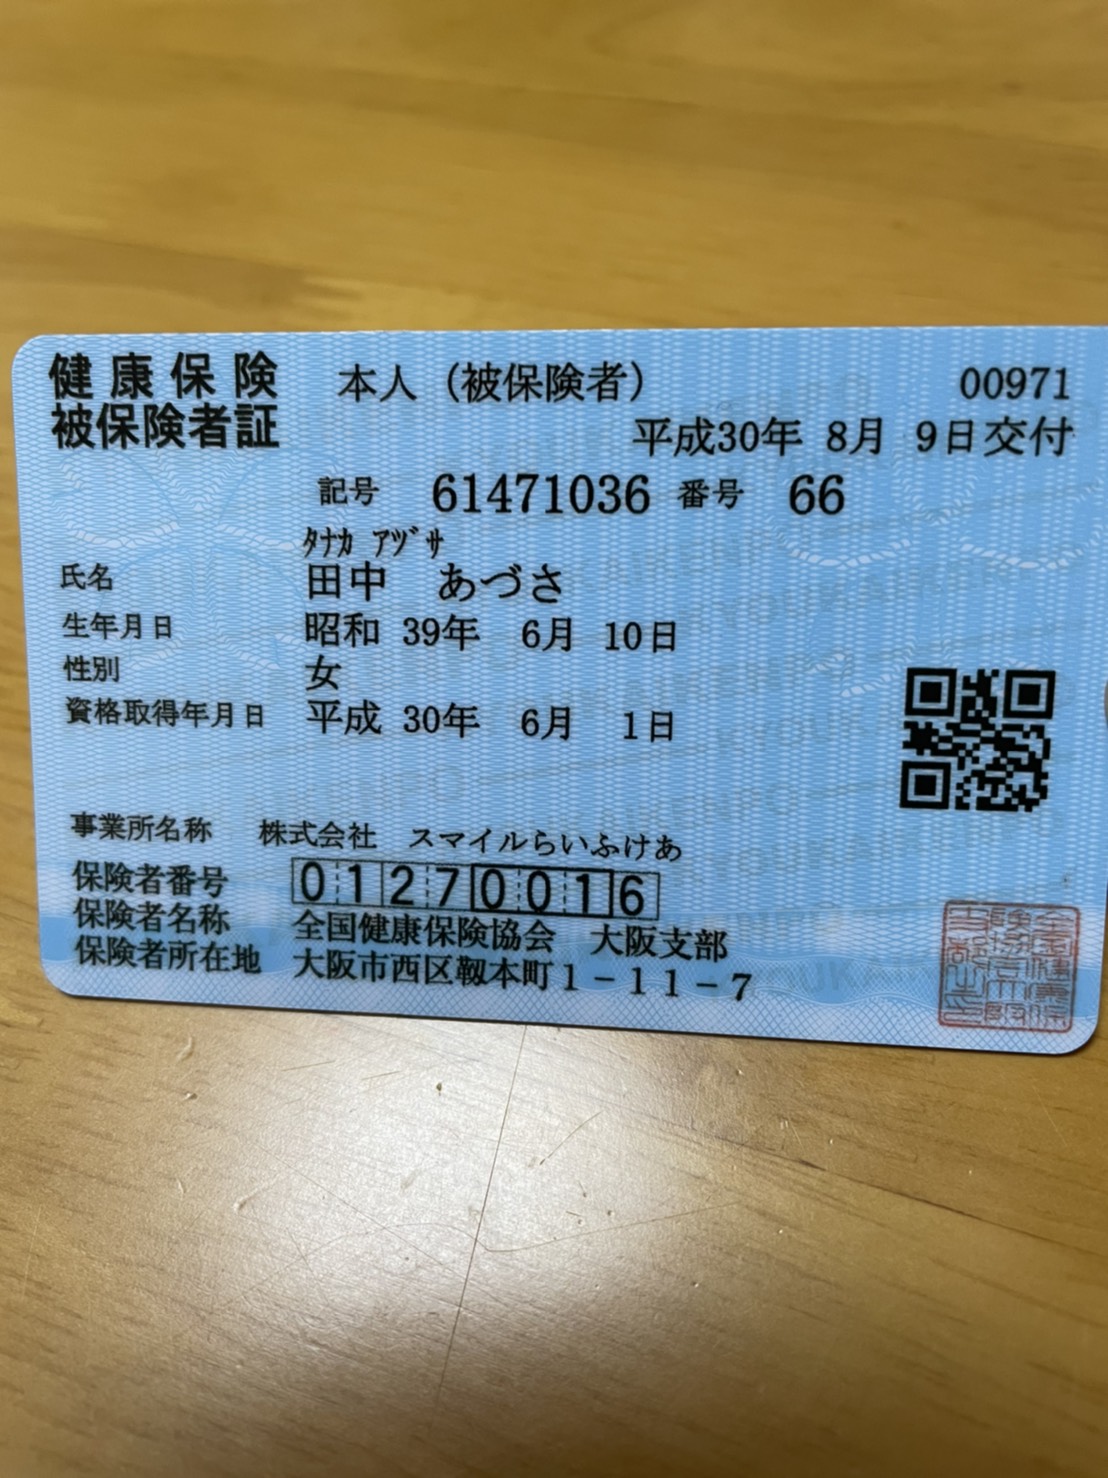 健康保険 本人（被保険者） 00971
被保険者証 平成30年 8月 9日交付
記号 61471036 番号 66
ﾀﾅｶ ｱﾂﾞｻ
氏名 田中 あづさ
生年月日 昭和 39年 6月 10日
性別 女
資格取得年月日 平成 30年 6月 1日
事業所名称 株式会社 スマイルらいふけあ
保険者番号 01270016
保険者名称 全国健康保険協会 大阪支部
保険者所在地 大阪市西区靱本町1-11-7